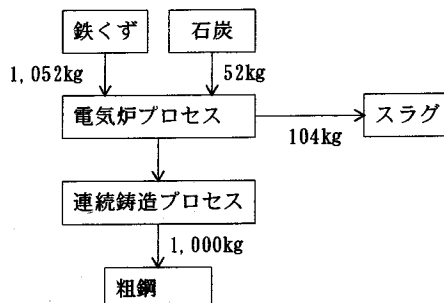 鉄くず 石炭
1,052kg 52kg
電気炉プロセス スラグ
104kg
連続鋳造プロセス
1,000kg
粗鋼